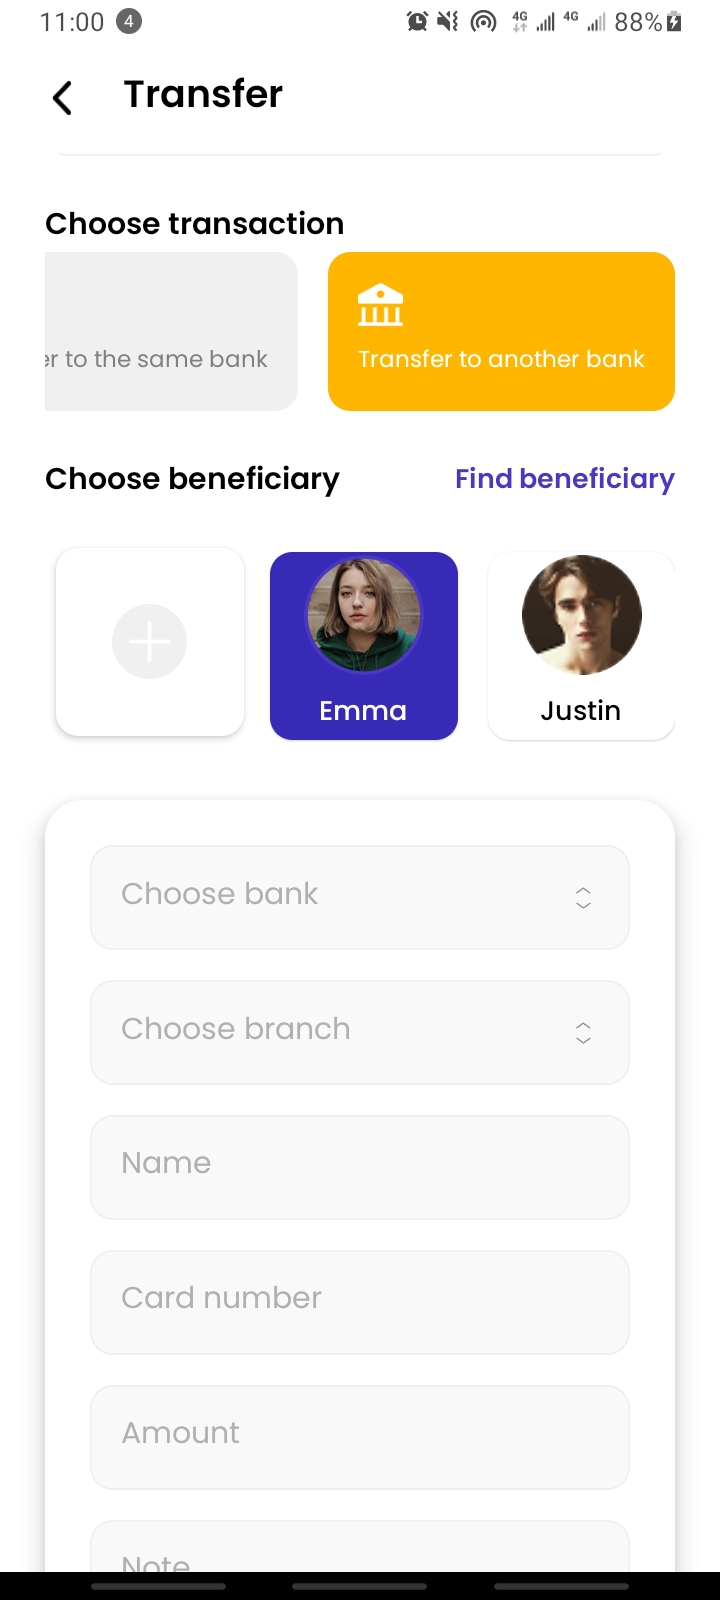 11:00 4 4G 4G 88%
Transfer
Choose transaction
er to the same bank
Transfer to another bank
Choose beneficiary Find beneficiary
Emma Justin
Choose bank
Choose branch
Name
Card number
Amount
Note